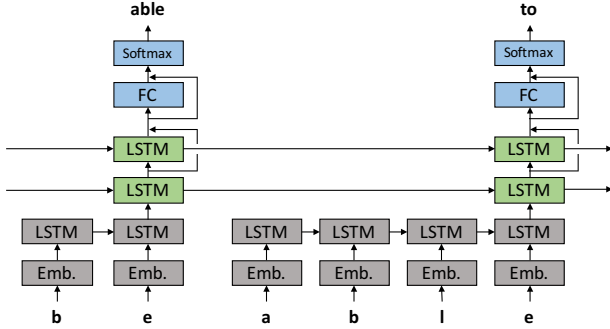 able to
Softmax Softmax
FC FC
LSTM LSTM
LSTM LSTM
LSTM LSTM LSTM LSTM LSTM LSTM
Emb. Emb. Emb. Emb. Emb. Emb.
b e a b l e